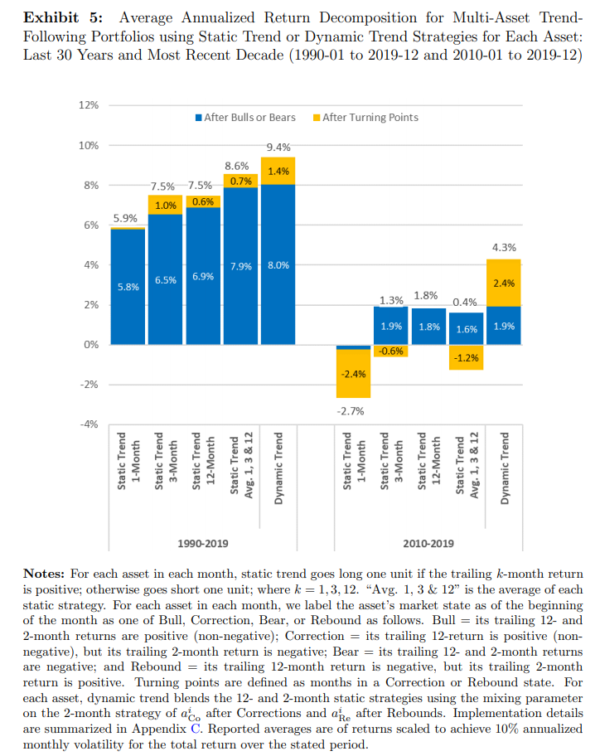 Exhibit 5: Average Annualized Return Decomposition for Multi-Asset Trend-
Following Portfolios using Static Trend or Dynamic Trend Strategies for Each Asset:
Last 30 Years and Most Recent Decade (1990-01 to 2019-12 and 2010-01 to 2019-12)
12%
After Bulls or Bears After Turning Points
10%
8%
6%
4%
2%
0%
-2%
-4%
5.9%
5.8%
7.5%
1.0%
6.5%
7.5%
0.6%
6.9%
8.6%
0.7%
7.9%
9.4%
1.4%
8.0%
-2.4%
-2.7%
1.3%
1.9%
-0.6%
1.8%
1.8%
0.4%
1.6%
-1.2%
4.3%
2.4%
1.9%
Static Trend
1-Month
Static Trend
3-Month
Static Trend
12-Month
Static Trend
Avg. 1, 3 & 12
Dynamic Trend
Static Trend
1-Month
Static Trend
3-Month
Static Trend
12-Month
Static Trend
Avg. 1, 3 & 12
Dynamic Trend
1990-2019
2010-2019
Notes: For each asset in each month, static trend goes long one unit if the trailing k-month return
is positive; otherwise goes short one unit; where k = 1, 3, 12. “Avg. 1, 3 & 12” is the average of each
static strategy. For each asset in each month, we label the asset's market state as of the beginning
of the month as one of Bull, Correction, Bear, or Rebound as follows. Bull = its trailing 12- and
2-month returns are positive (non-negative); Correction = its trailing 12-return is positive (non-
negative), but its trailing 2-month return is negative; Bear = its trailing 12- and 2-month returns
are negative; and Rebound = its trailing 12-month return is negative, but its trailing 2-month
return is positive. Turning points are defined as months in a Correction or Rebound state. For
each asset, dynamic trend blends the 12- and 2-month static strategies using the mixing parameter
on the 2-month strategy of a^i_Co after Corrections and a^i_Re after Rebounds. Implementation details
are summarized in Appendix C. Reported averages are of returns scaled to achieve 10% annualized
monthly volatility for the total return over the stated period.